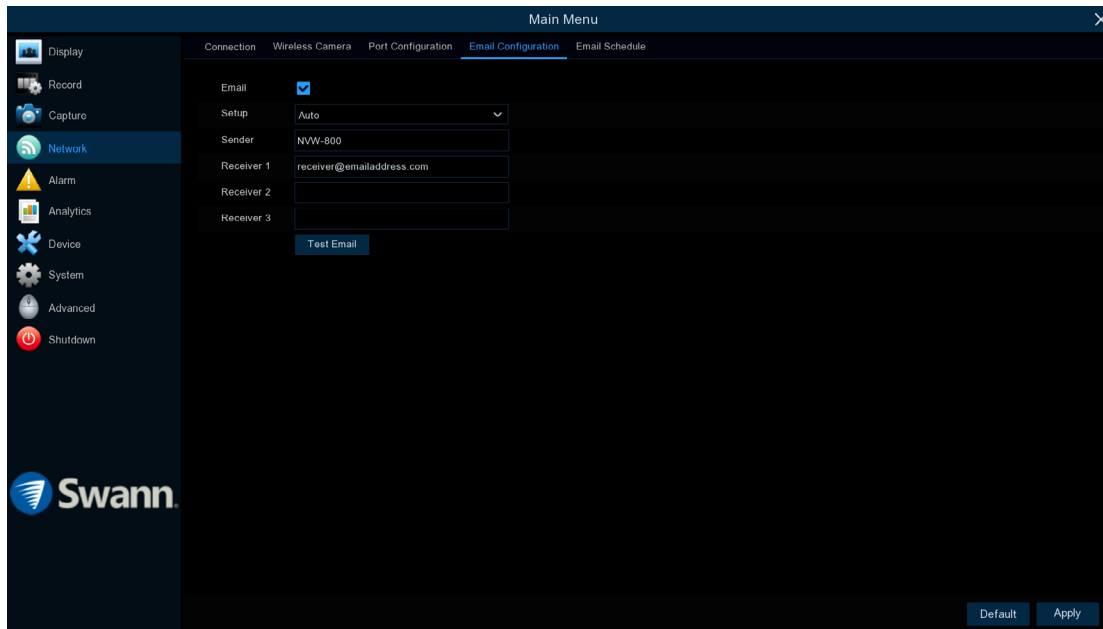 Main Menu
Display
Record
Capture
Network
Alarm
Analytics
Device
System
Advanced
Shutdown
Swann.
Connection Wireless Camera Port Configuration Email Configuration Email Schedule
Email
Setup Auto
Sender NVW-800
Receiver 1 receiver@emailaddress.com
Receiver 2
Receiver 3
Test Email
Default Apply